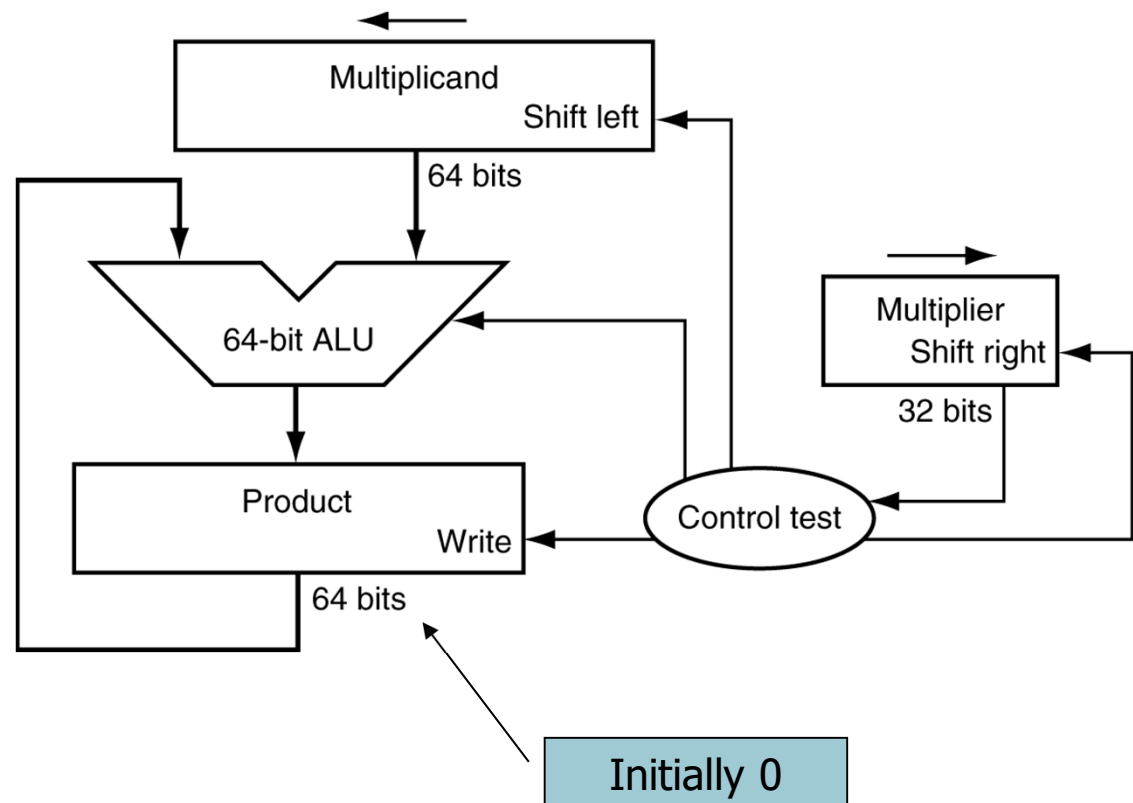 Multiplicand
Shift left
64 bits
64-bit ALU
Multiplier
Shift right
32 bits
Product
Write
Control test
64 bits
Initially 0